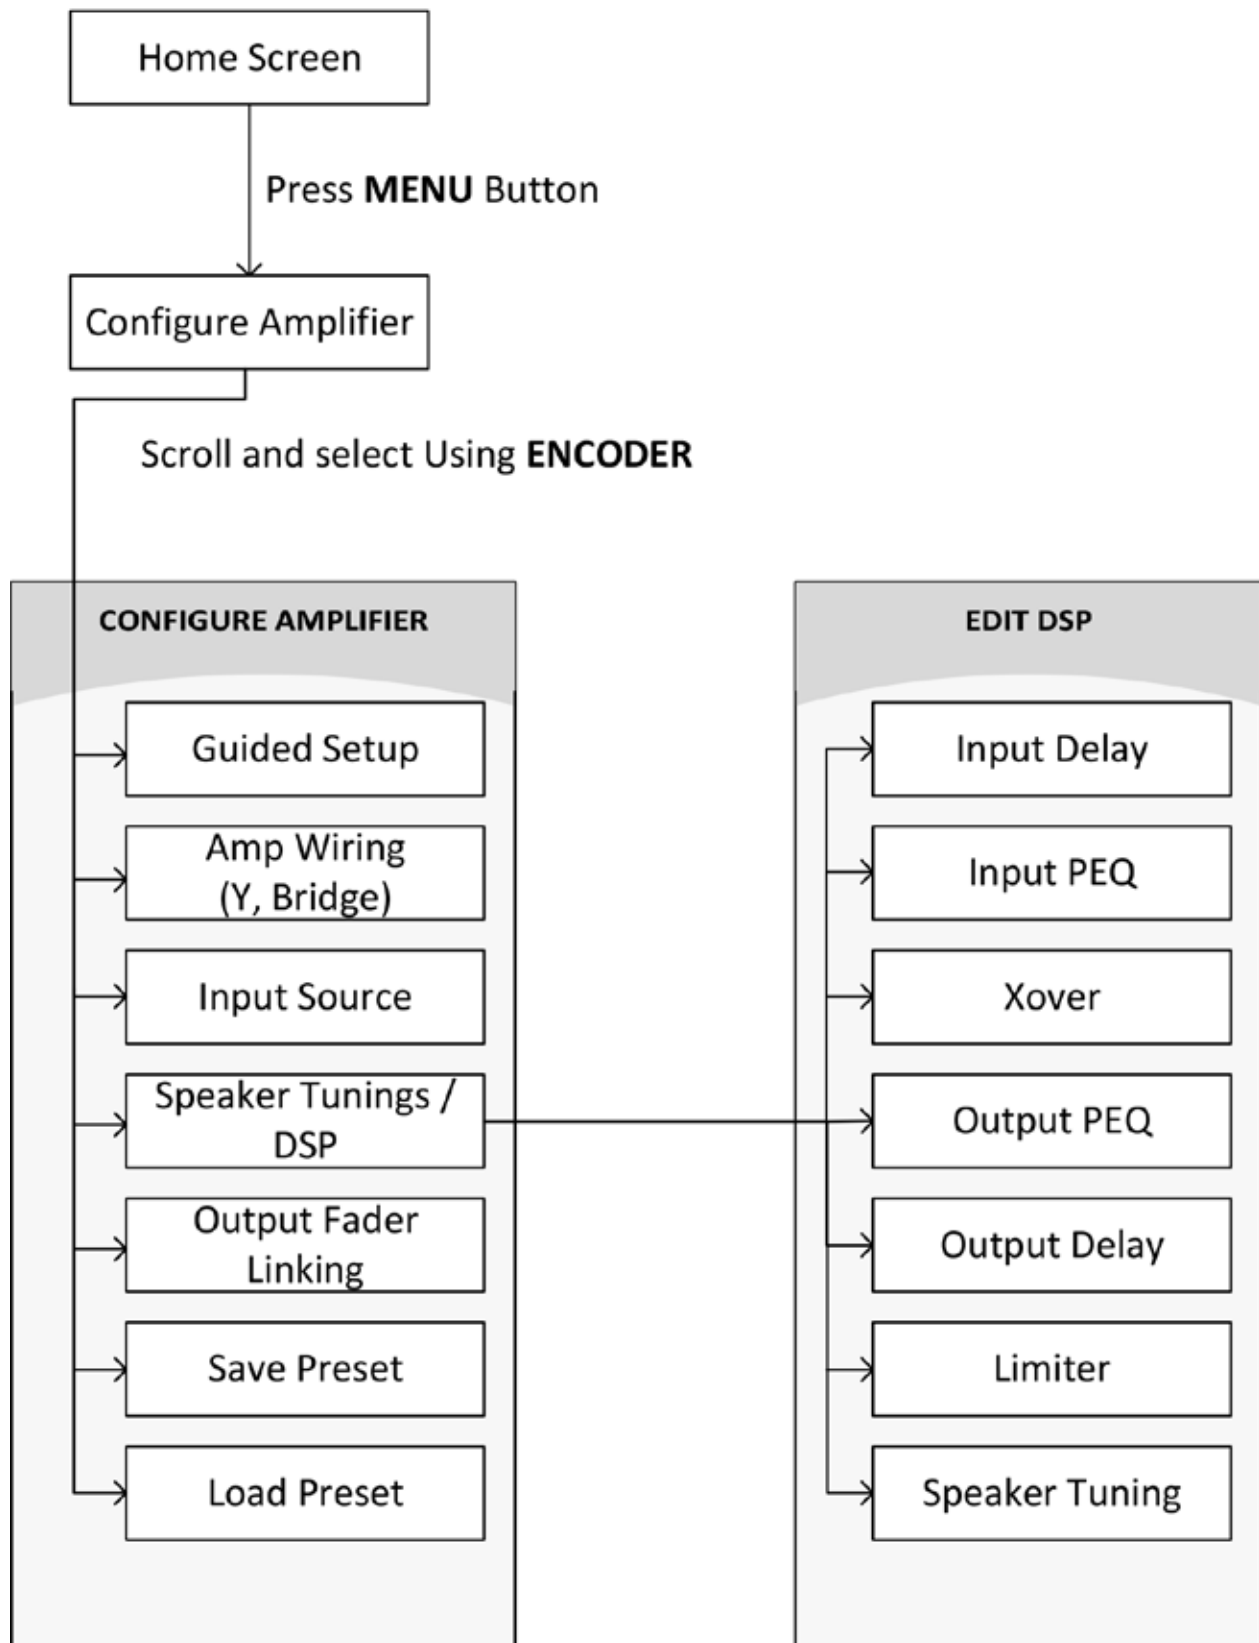 Home Screen
Press MENU Button
Configure Amplifier
Scroll and select Using ENCODER
CONFIGURE AMPLIFIER
Guided Setup
Amp Wiring
(Y, Bridge)
Input Source
Speaker Tunings /
DSP
Output Fader
Linking
Save Preset
Load Preset
EDIT DSP
Input Delay
Input PEQ
Xover
Output PEQ
Output Delay
Limiter
Speaker Tuning